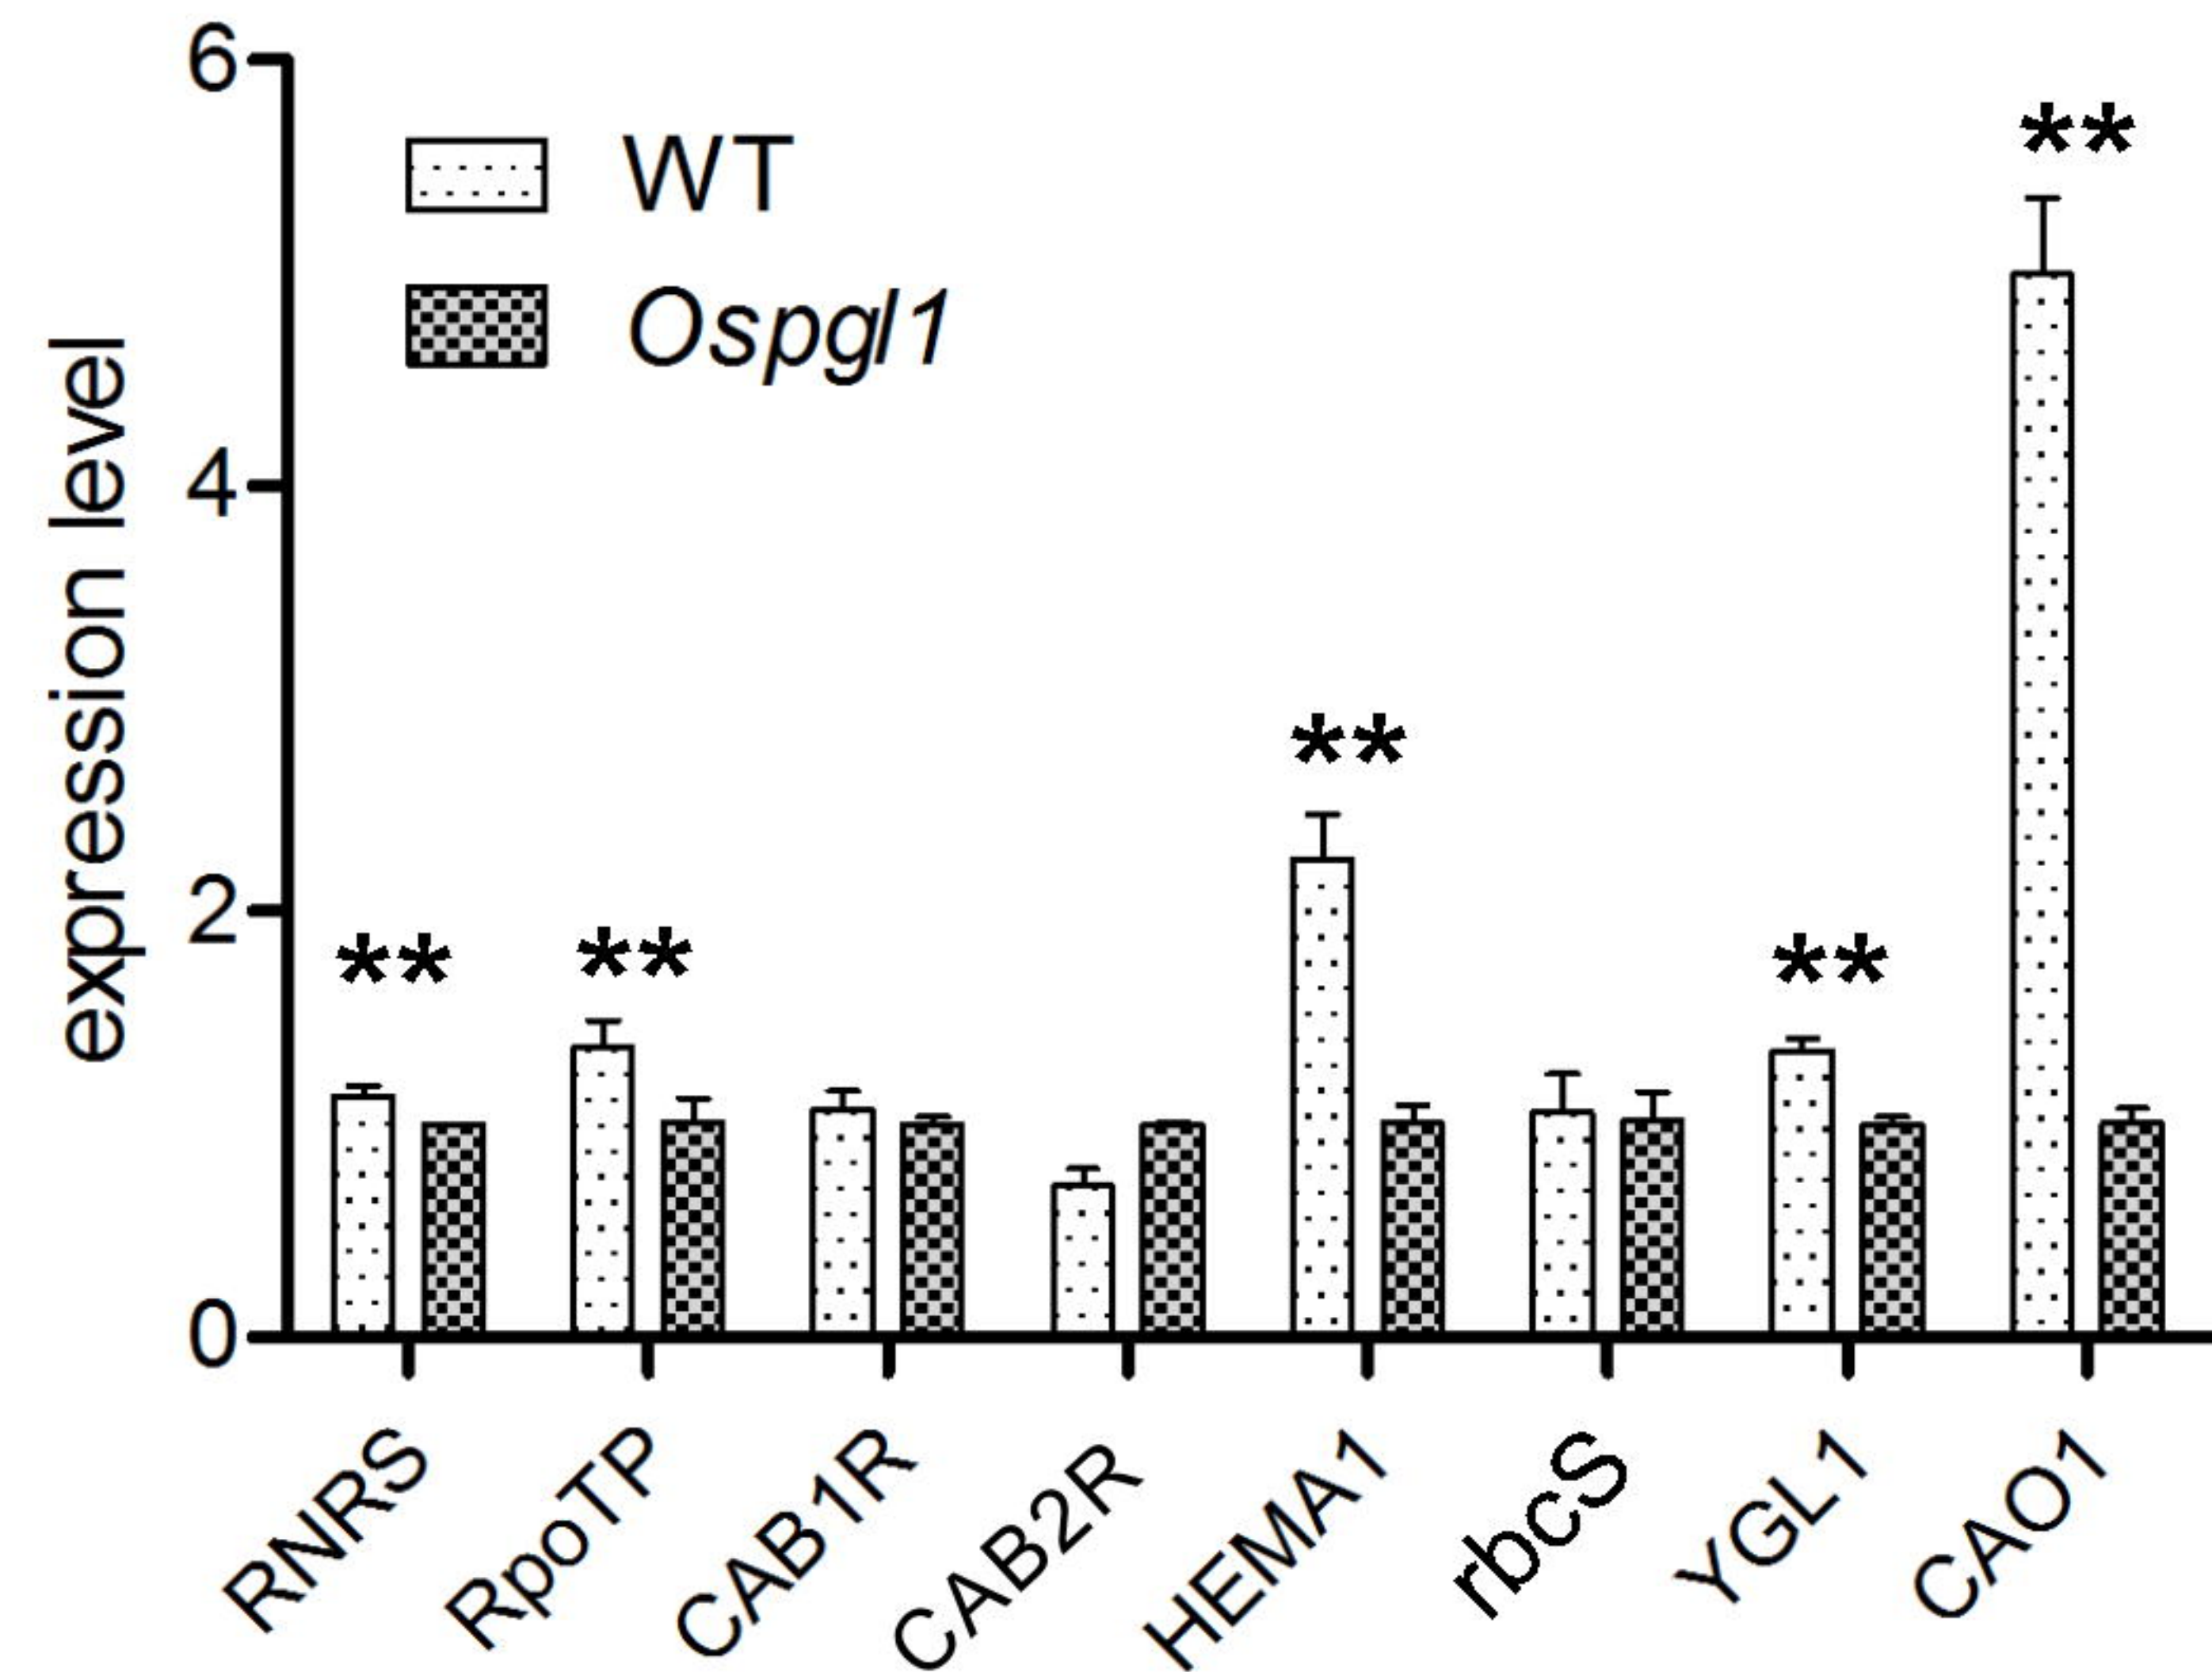 6
4
2
0
expression level
WT
Ospgl1
**
**
**
**
**
RNRS
RpoTP
CAB1R
CAB2R
HEMA1
rbcS
YGL1
CAO1